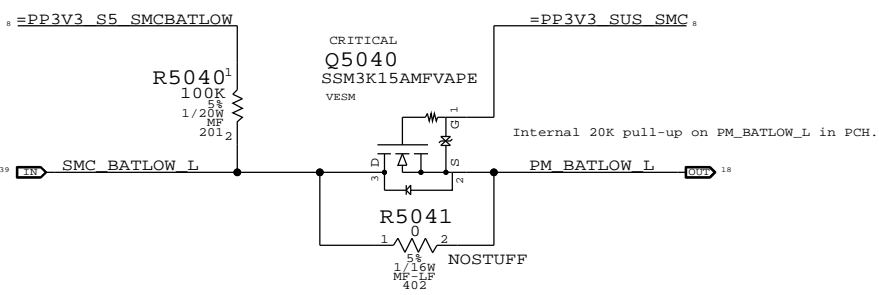 8 =PP3V3_S5_SMCBATLOW
=PP3V3_SUS_SMC 8
CRITICAL
Q5040
SSM3K15AMFVAPE
VESM
R5040 1
100K
5%
1/20W
MF
201 2
G 1
Internal 20K pull-up on PM_BATLOW_L in PCH.
39 IN SMC_BATLOW_L
3 D
S 2
PM_BATLOW_L OUT 18
R5041
0
1 2
5%
1/16W
MF-LF
402
NOSTUFF